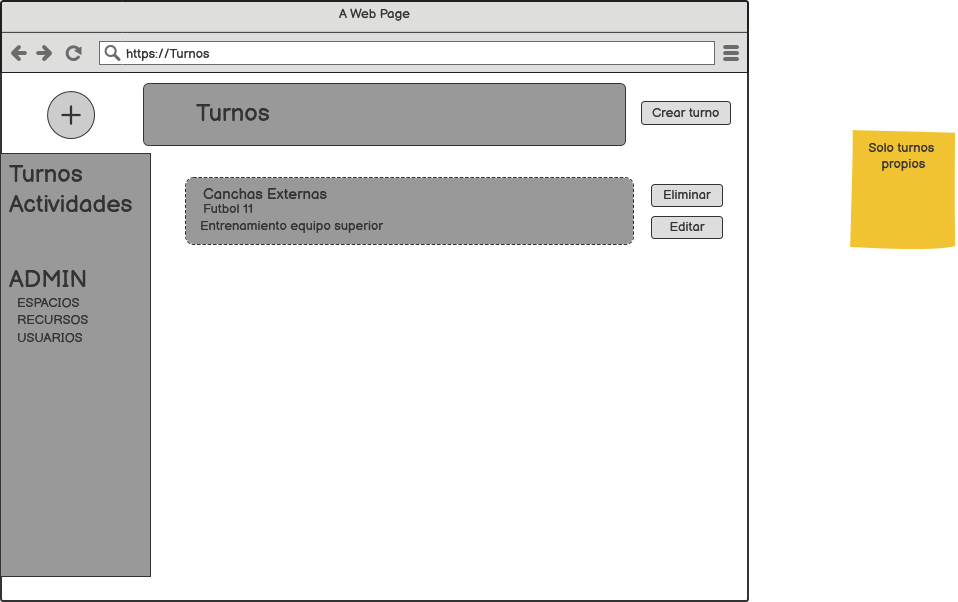 A Web Page
https://Turnos
Turnos
Crear turno
Turnos
Actividades
ADMIN
ESPACIOS
RECURSOS
USUARIOS
Canchas Externas
Futbol 11
Entrenamiento equipo superior
Eliminar
Editar
Solo turnos
propios